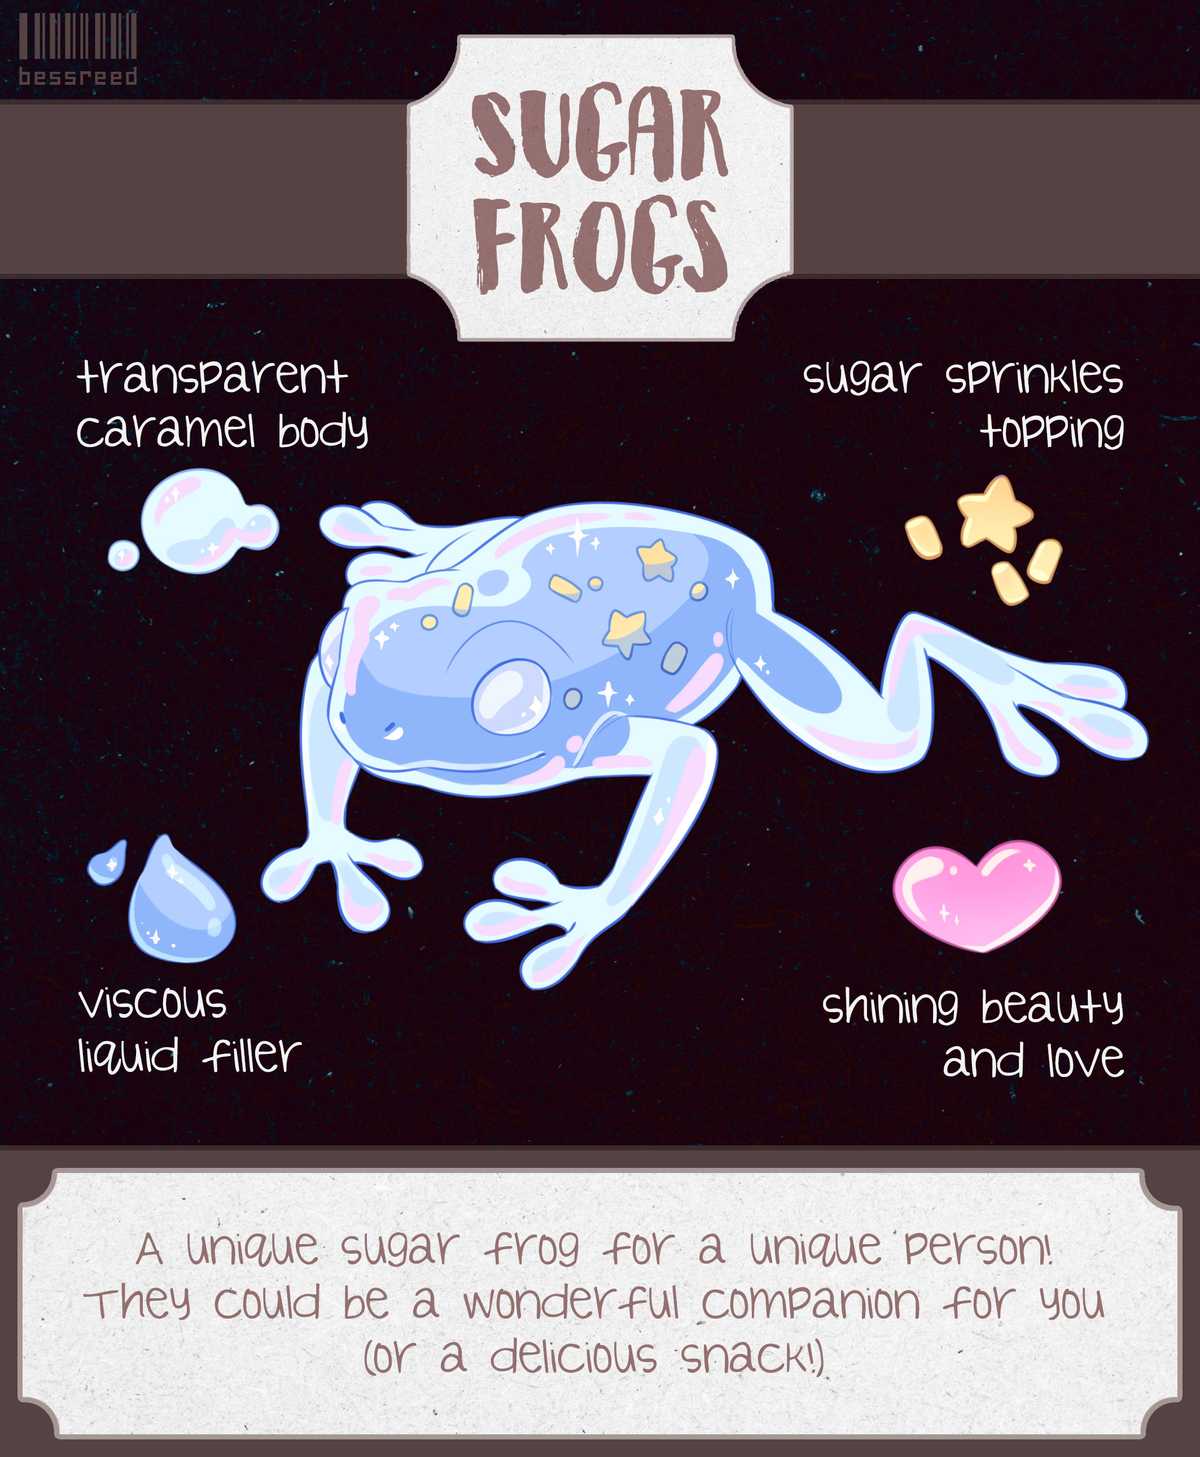 bessreed
SUGAR
FROGS
transparent
caramel body
sugar sprinkles
topping
viscous
liquid filler
shining beauty
and love
A unique sugar frog for a unique person!
They could be a wonderful companion for you
(or a delicious snack!)